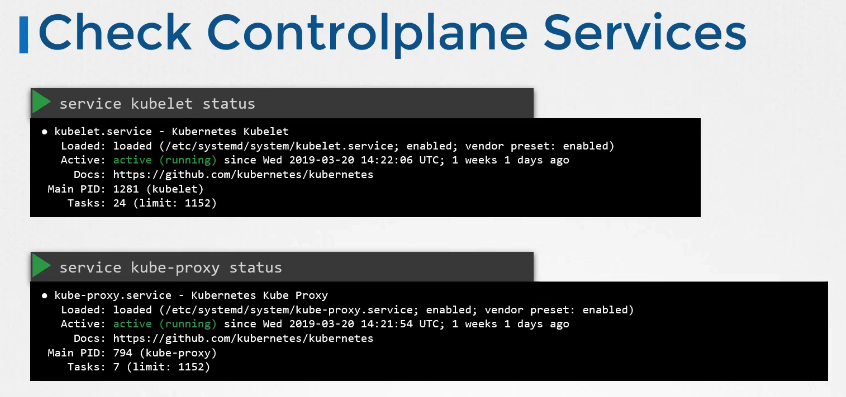 Check Controlplane Services
service kubelet status
● kubelet.service - Kubernetes Kubelet
Loaded: loaded (/etc/systemd/system/kubelet.service; enabled; vendor preset: enabled)
Active: active (running) since Wed 2019-03-20 14:22:06 UTC; 1 weeks 1 days ago
Docs: https://github.com/kubernetes/kubernetes
Main PID: 1281 (kubelet)
Tasks: 24 (limit: 1152)
service kube-proxy status
● kube-proxy.service - Kubernetes Kube Proxy
Loaded: loaded (/etc/systemd/system/kube-proxy.service; enabled; vendor preset: enabled)
Active: active (running) since Wed 2019-03-20 14:21:54 UTC; 1 weeks 1 days ago
Docs: https://github.com/kubernetes/kubernetes
Main PID: 794 (kube-proxy)
Tasks: 7 (limit: 1152)